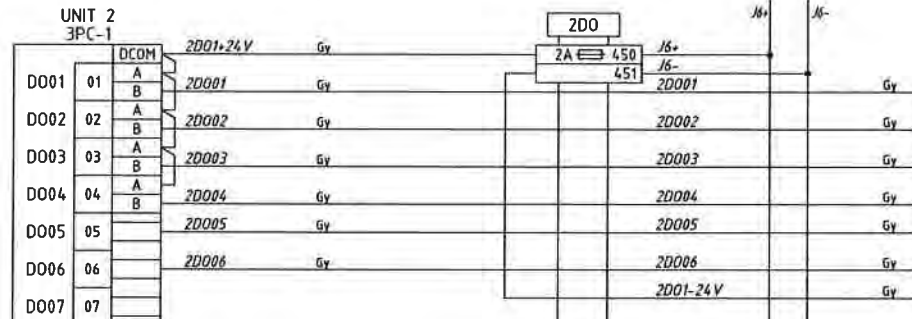 UNIT 2
3PC-1
J6+ J6-
2DO
DCOM 2DO1+24V Gy 2A 450 J6+
451 J6-
DO01 01 A
B 2DO01 Gy 2DO01 Gy
DO02 02 A
B 2DO02 Gy 2DO02 Gy
DO03 03 A
B 2DO03 Gy 2DO03 Gy
DO04 04 A
B 2DO04 Gy 2DO04 Gy
DO05 05 2DO05 Gy 2DO05 Gy
DO06 06 2DO06 Gy 2DO06 Gy
2DO1-24V Gy
DO07 07